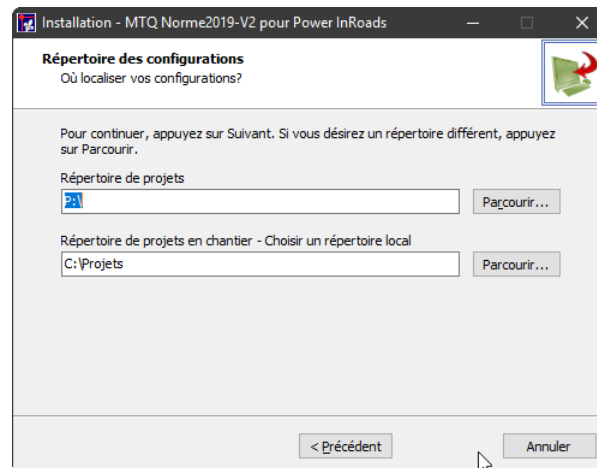 Installation - MTQ Norme2019-V2 pour Power InRoads
Répertoire des configurations
Où localiser vos configurations?
Pour continuer, appuyez sur Suivant. Si vous désirez un répertoire différent, appuyez
sur Parcourir.
Répertoire de projets
P:\
Parcourir...
Répertoire de projets en chantier - Choisir un répertoire local
C:\Projets
Parcourir...
< Précédent
Annuler